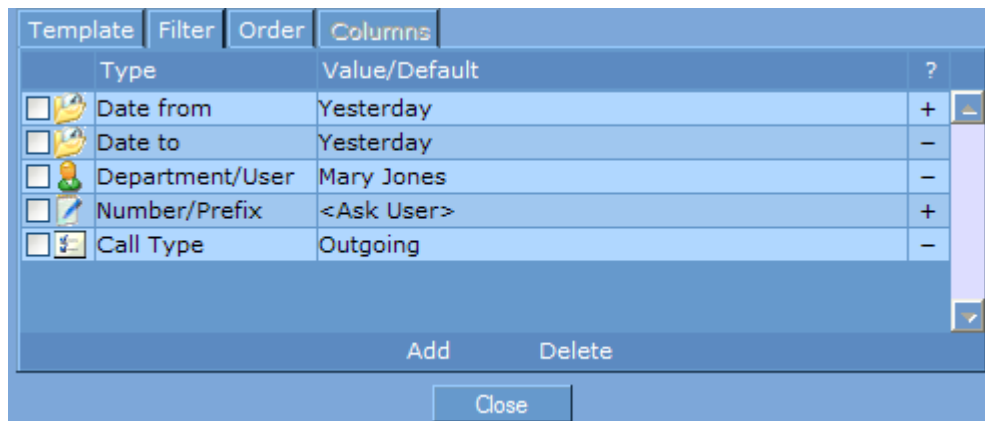 Template Filter Order Columns
Type Value/Default ?
Date from Yesterday +
Date to Yesterday –
Department/User Mary Jones –
Number/Prefix <Ask User> +
Call Type Outgoing –
Add Delete
Close